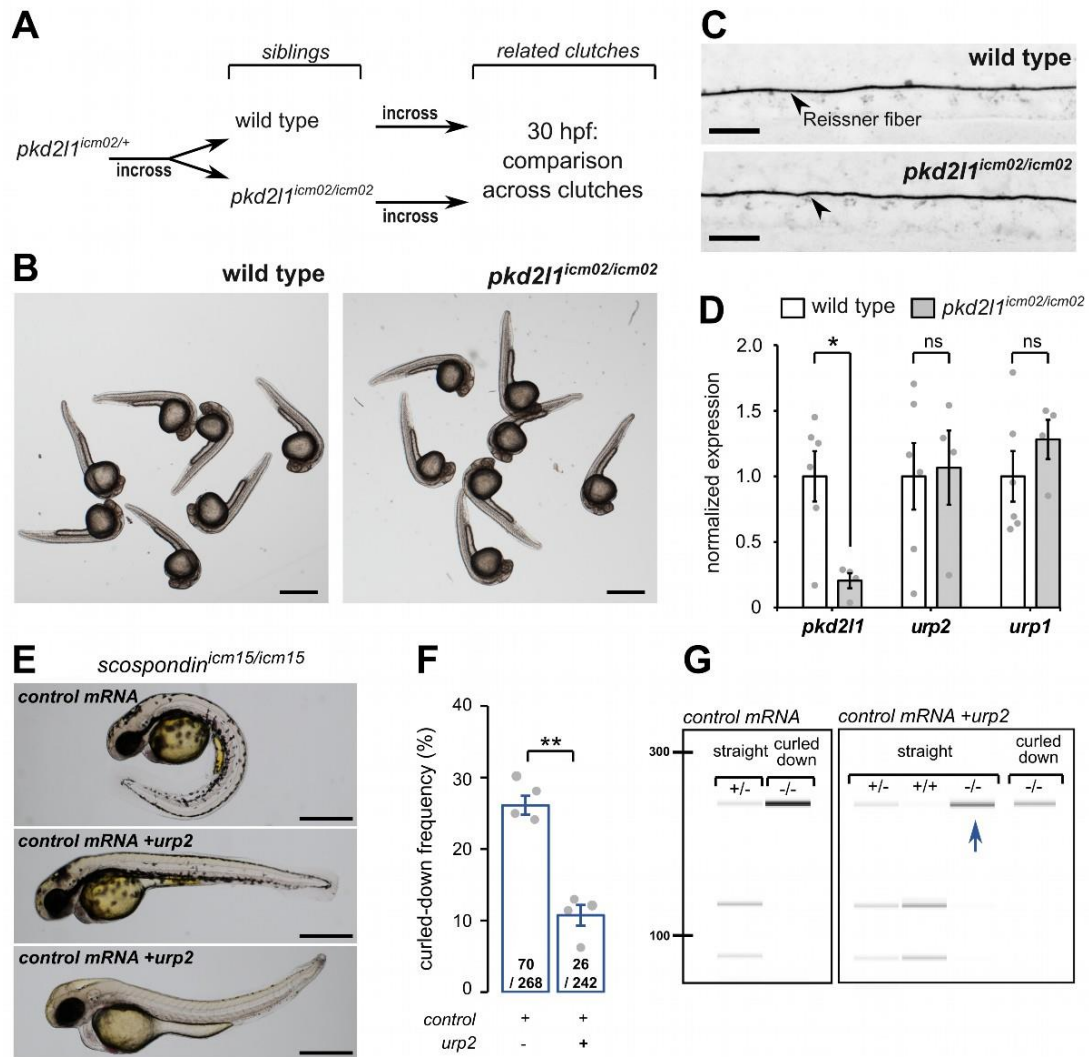 A
siblings
related clutches
pkd2l1icm02/+
incross
wild type
pkd2l1icm02/icm02
incross
incross
30 hpf:
comparison
across clutches
B
wild type
pkd2l1icm02/icm02
C
wild type
Reissner fiber
pkd2l1icm02/icm02
D
wild type
pkd2l1icm02/icm02
normalized expression
2.0
1.5
1.0
0.5
0
*
ns
ns
pkd2l1
urp2
urp1
E
scospondinicm15/icm15
control mRNA
control mRNA +urp2
control mRNA +urp2
F
curled-down frequency (%)
40
30
20
10
0
**
70
/ 268
26
/ 242
control + +
urp2 - +
G
control mRNA
control mRNA +urp2
300
100
straight
curled
down
+/-
-/-
straight
curled
down
+/-
+/+
-/-
-/-